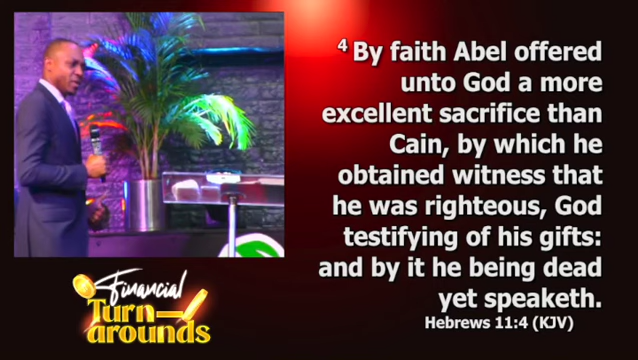 ⁴ By faith Abel offered
unto God a more
excellent sacrifice than
Cain, by which he
obtained witness that
he was righteous, God
testifying of his gifts:
and by it he being dead
yet speaketh.
Hebrews 11:4 (KJV)
Financial
Turn-
arounds